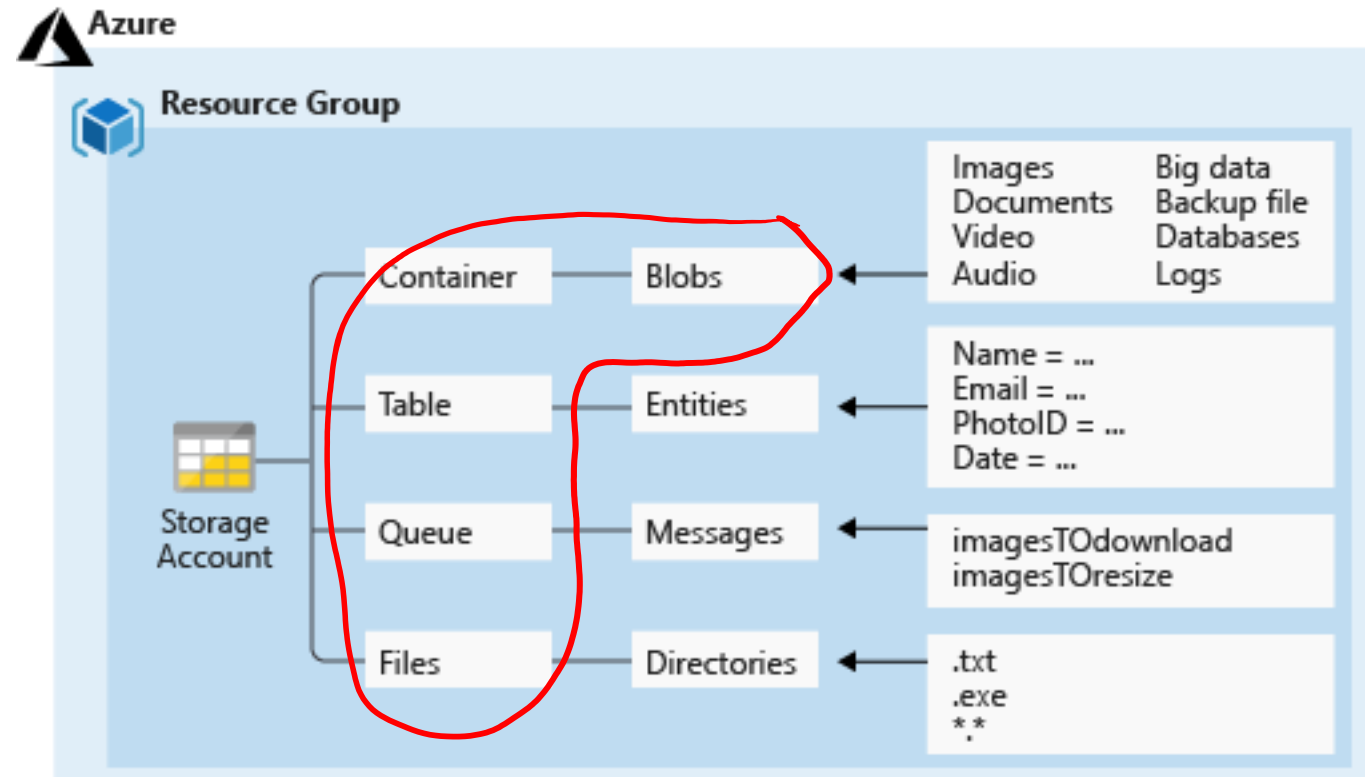 Azure
Resource Group
Images Big data
Documents Backup file
Video Databases
Audio Logs
Container Blobs
Name = ...
Email = ...
PhotoID = ...
Date = ...
Table Entities
Storage
Account
Queue Messages
imagesTOdownload
imagesTOresize
Files Directories
.txt
.exe
*.*